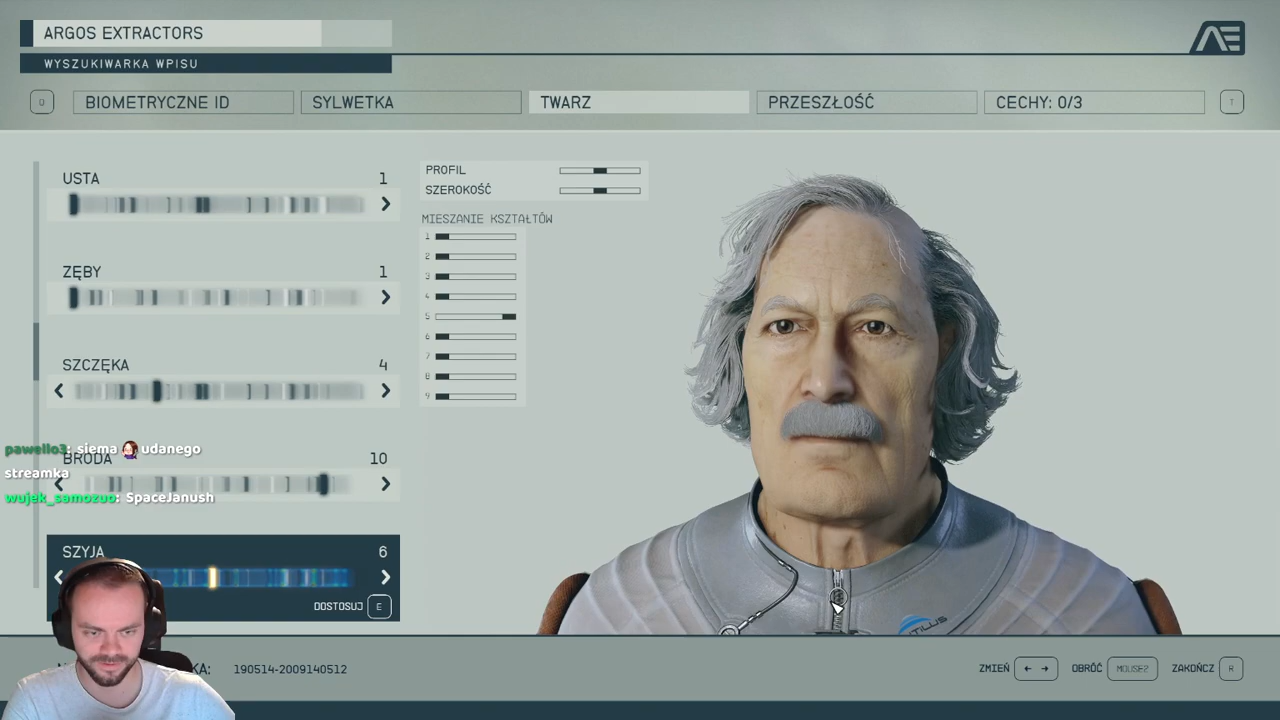 ARGOS EXTRACTORS
WYSZUKIWARKA WPISU
Q
BIOMETRYCZNE ID
SYLWETKA
TWARZ
PRZESZŁOŚĆ
CECHY: 0/3
T
USTA 1
ZĘBY 1
SZCZĘKA 4
BRODA 10
SZYJA 6
DOSTOSUJ E
PROFIL
SZEROKOŚĆ
MIESZANIE KSZTAŁTÓW
1
2
3
4
5
6
7
8
9
pawello3: siema udanego
streamka
wujek_samozuo: SpaceJanush
KA: 190514-2009140512
ZMIEŃ
OBRÓĆ MOUSE2
ZAKOŃCZ R